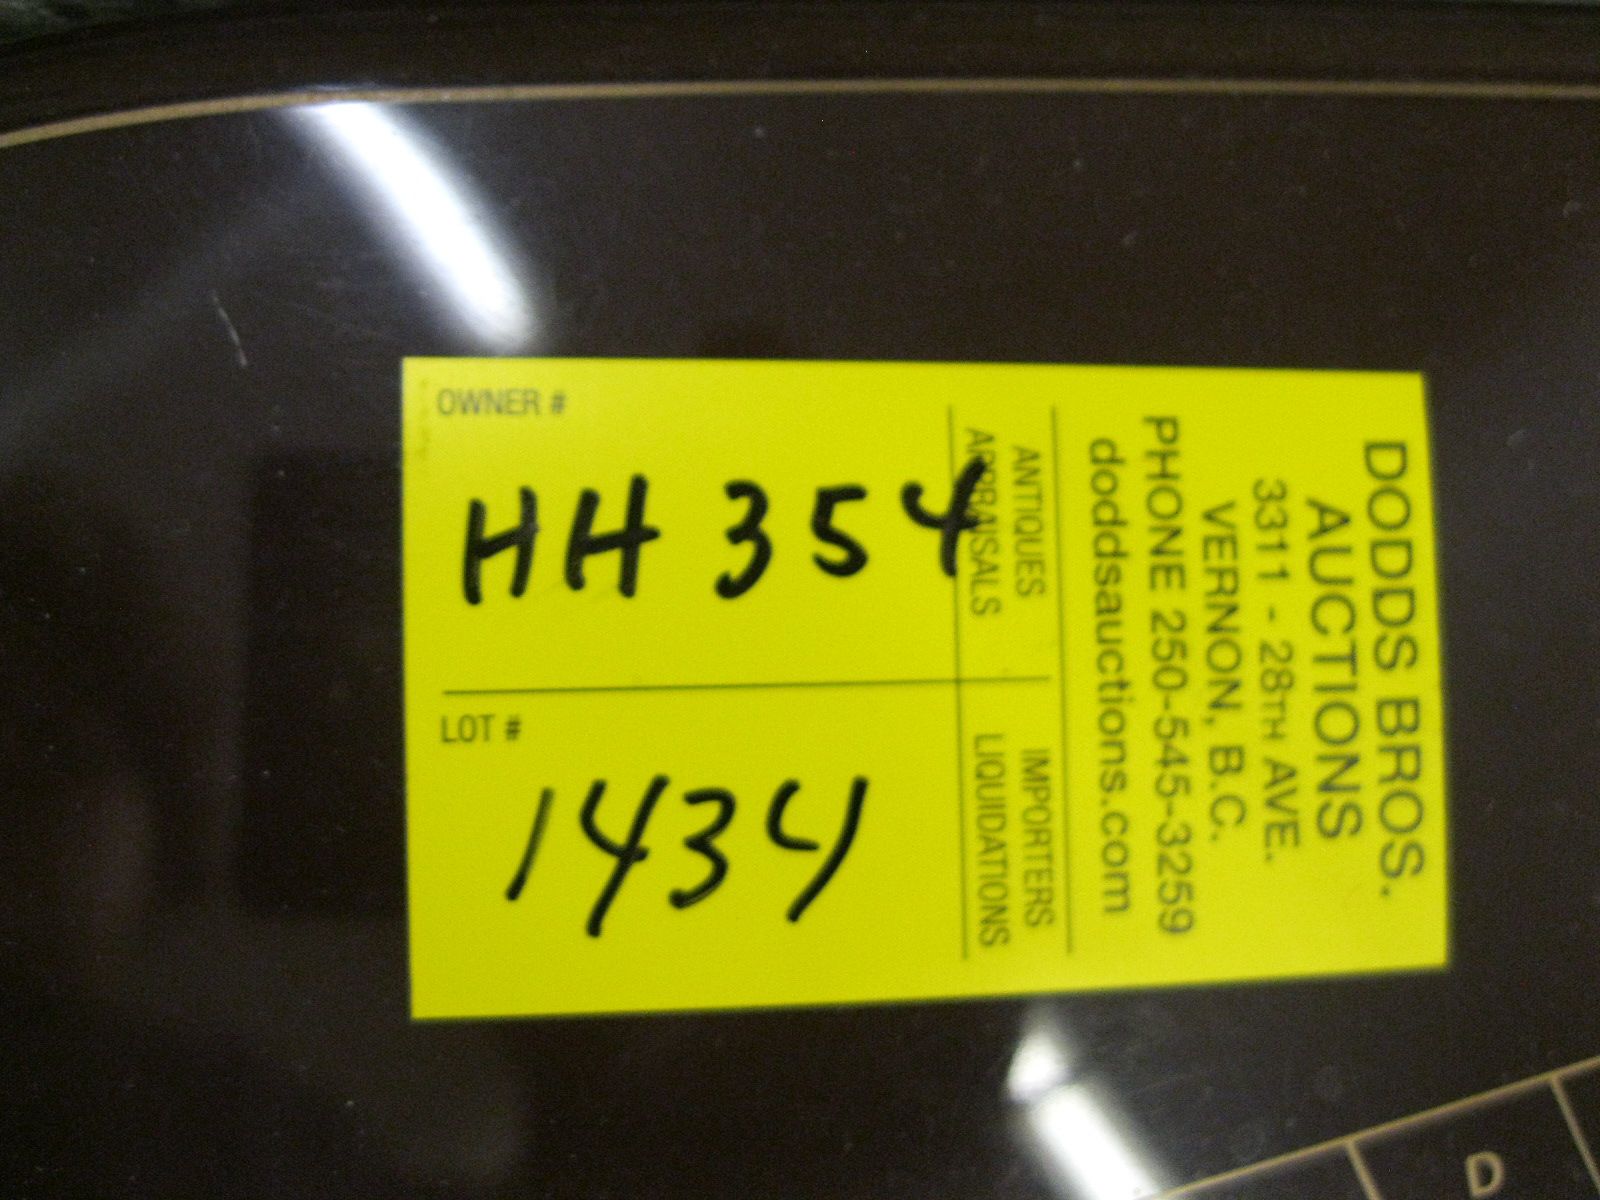 OWNER #
HH 354
LOT #
1434
ANTIQUES
APPRAISALS
IMPORTERS
LIQUIDATIONS
DODDS BROS.
AUCTIONS
3311 - 28TH AVE.
VERNON, B.C.
PHONE 250-545-3259
doddsauctions.com
D